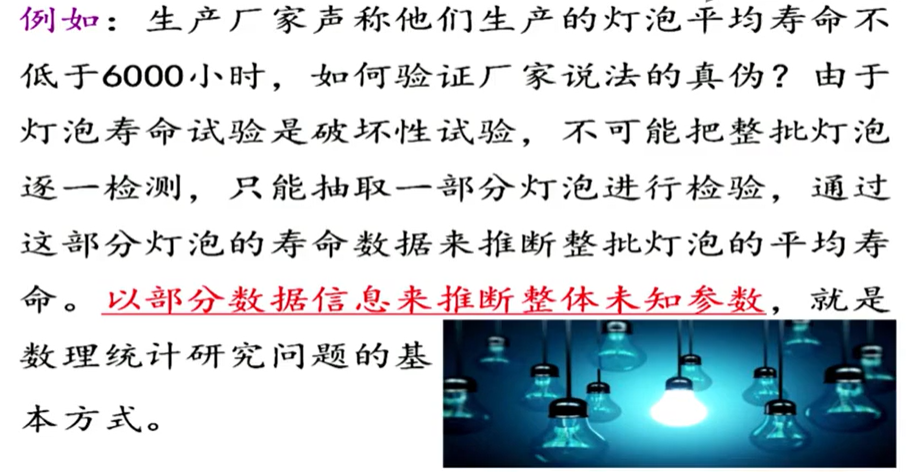 例如：生产厂家声称他们生产的灯泡平均寿命不
低于6000小时，如何验证厂家说法的真伪？由于
灯泡寿命试验是破坏性试验，不可能把整批灯泡
逐一检测，只能抽取一部分灯泡进行检验，通过
这部分灯泡的寿命数据来推断整批灯泡的平均寿
命。以部分数据信息来推断整体未知参数，就是
数理统计研究问题的基
本方式。